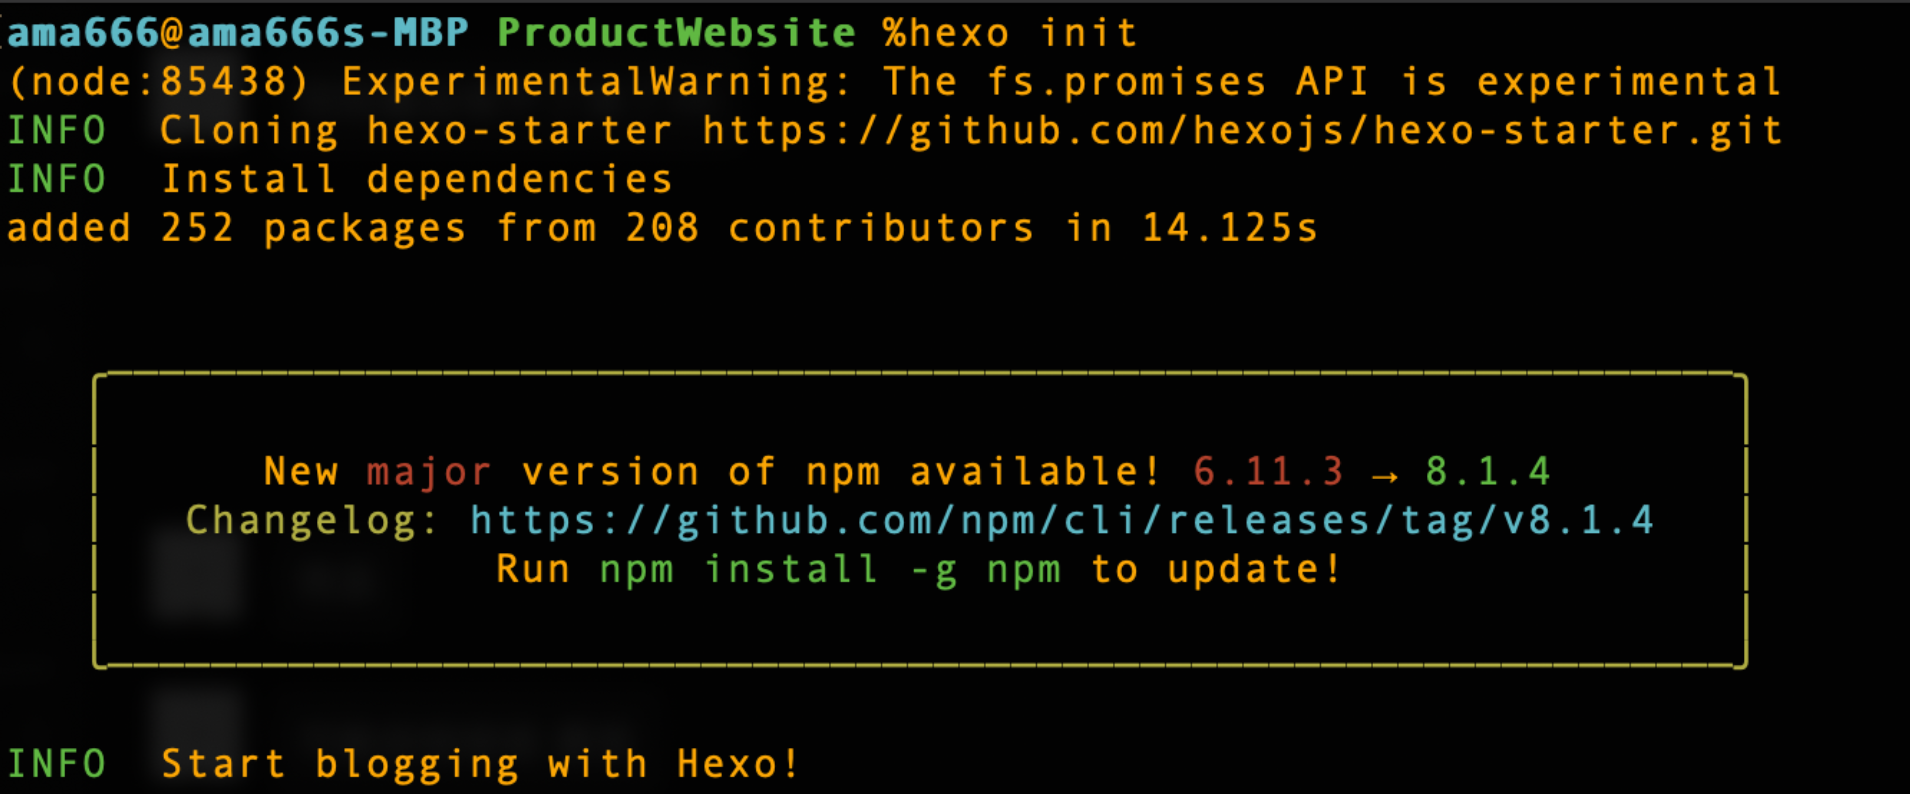 ama666@ama666s-MBP ProductWebsite %hexo init
(node:85438) ExperimentalWarning: The fs.promises API is experimental
INFO  Cloning hexo-starter https://github.com/hexojs/hexo-starter.git
INFO  Install dependencies
added 252 packages from 208 contributors in 14.125s
New major version of npm available! 6.11.3 → 8.1.4
Changelog: https://github.com/npm/cli/releases/tag/v8.1.4
Run npm install -g npm to update!
INFO  Start blogging with Hexo!